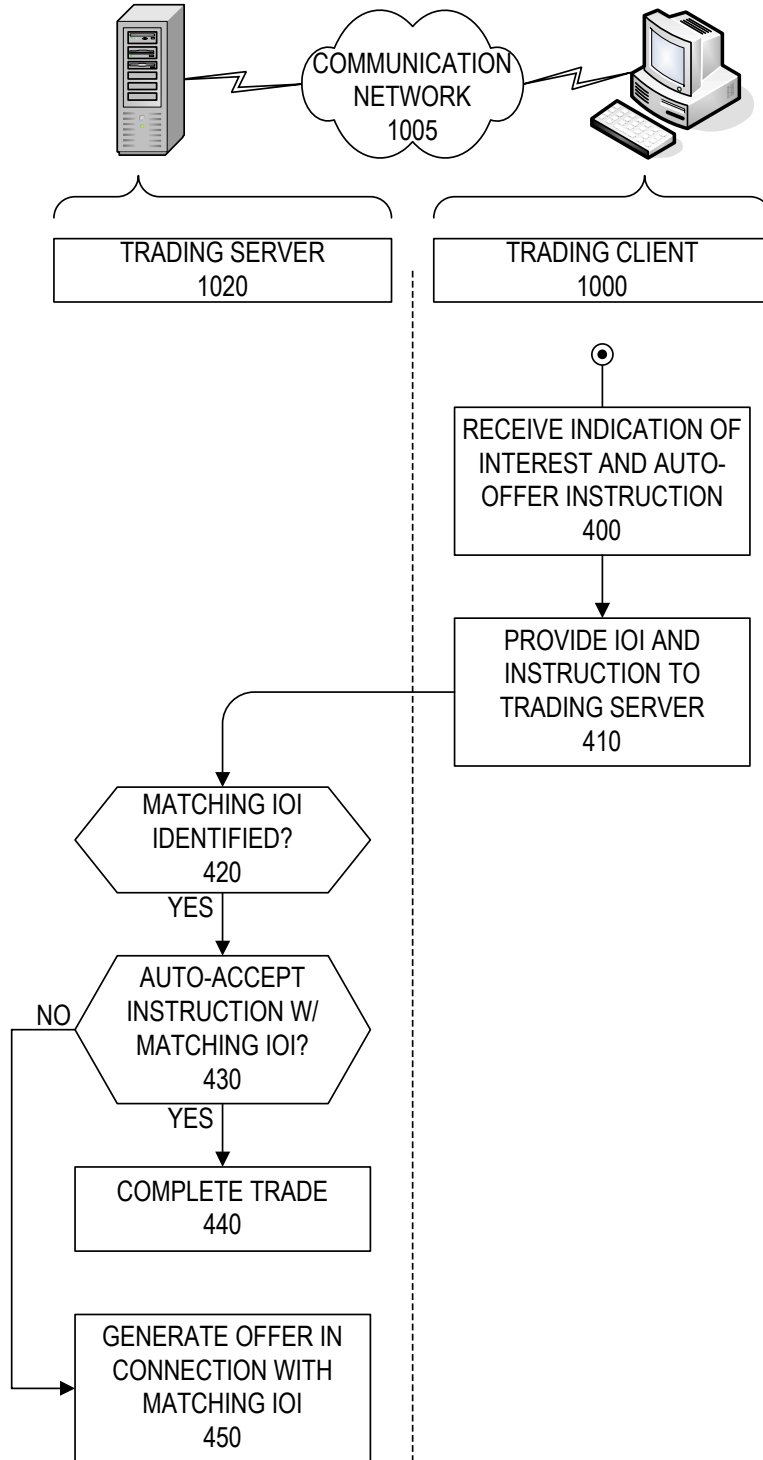 COMMUNICATION
NETWORK
1005
TRADING SERVER
1020
TRADING CLIENT
1000
RECEIVE INDICATION OF
INTEREST AND AUTO-
OFFER INSTRUCTION
400
PROVIDE IOI AND
INSTRUCTION TO
TRADING SERVER
410
MATCHING IOI
IDENTIFIED?
420
YES
AUTO-ACCEPT
INSTRUCTION W/
MATCHING IOI?
430
NO
YES
COMPLETE TRADE
440
GENERATE OFFER IN
CONNECTION WITH
MATCHING IOI
450